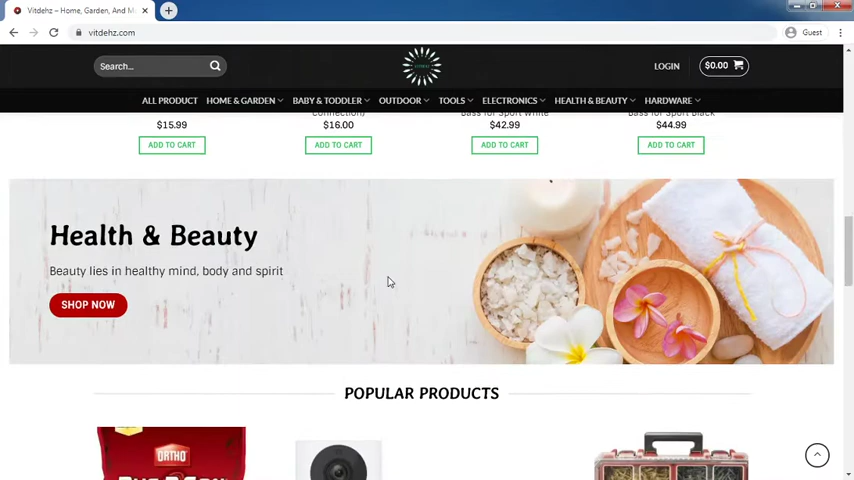 Vitdehz – Home, Garden, And M
vitdehz.com
Guest
Search...
VITDEHZ
LOGIN
$0.00
ALL PRODUCT
HOME & GARDEN
BABY & TODDLER
OUTDOOR
TOOLS
ELECTRONICS
HEALTH & BEAUTY
HARDWARE
Connection)
Bass for Sport White
Bass for Sport Black
$15.99
$16.00
$42.99
$44.99
ADD TO CART
ADD TO CART
ADD TO CART
ADD TO CART
Health & Beauty
Beauty lies in healthy mind, body and spirit
SHOP NOW
POPULAR PRODUCTS
ORTHO